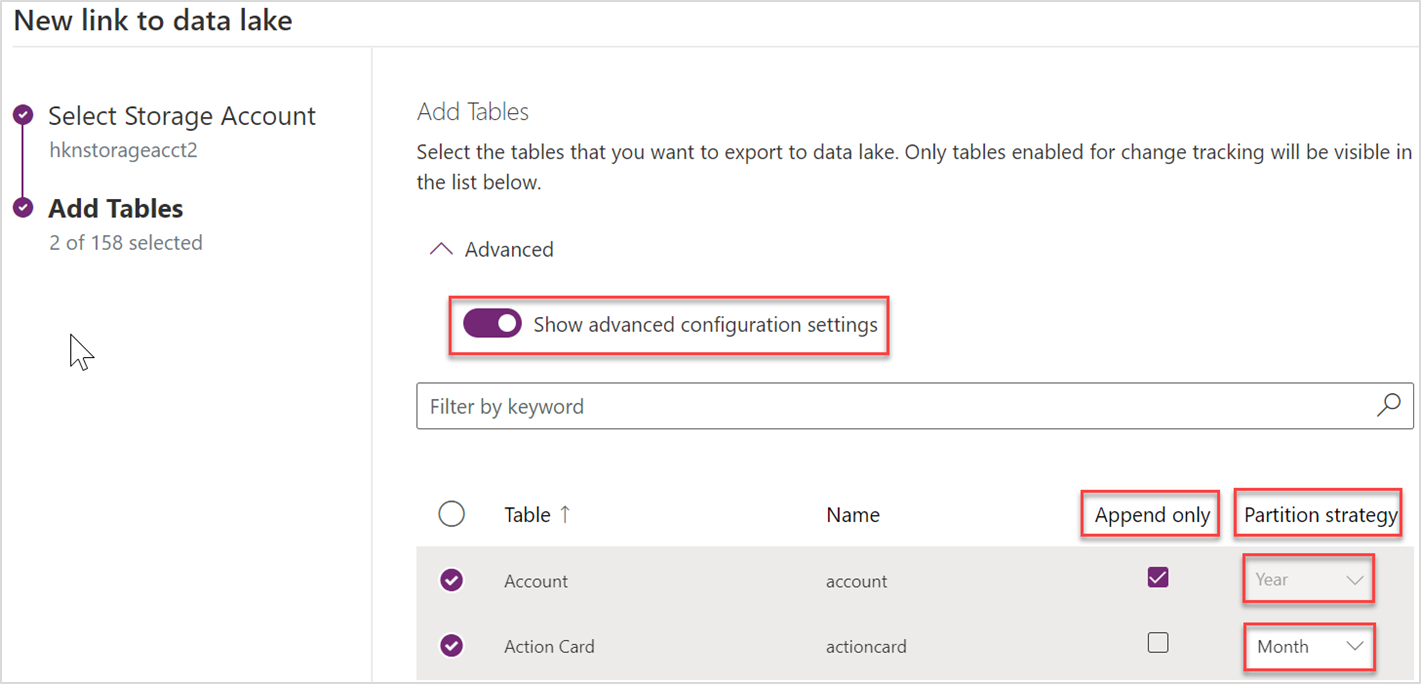 New link to data lake
Select Storage Account
hknstorageacct2
Add Tables
2 of 158 selected
Add Tables
Select the tables that you want to export to data lake. Only tables enabled for change tracking will be visible in
the list below.
Advanced
Show advanced configuration settings
Filter by keyword
Table ↑ Name Append only Partition strategy
Account account Year
Action Card actioncard Month